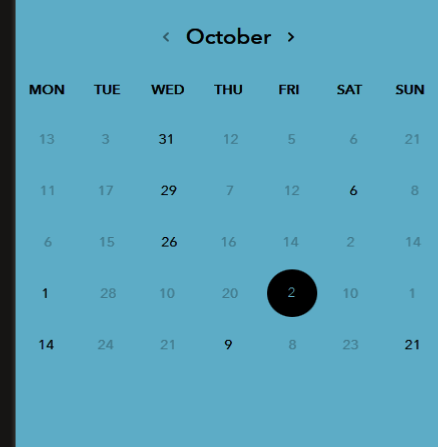 ‹ October ›
MON TUE WED THU FRI SAT SUN
13 3 31 12 5 6 21
11 17 29 7 12 6 8
6 15 26 16 14 2 14
1 28 10 20 2 10 1
14 24 21 9 8 23 21